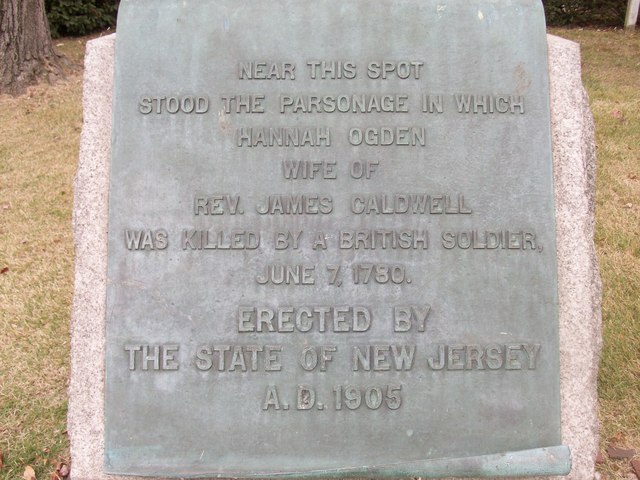 NEAR THIS SPOT
STOOD THE PARSONAGE IN WHICH
HANNAH OGDEN
WIFE OF
REV. JAMES CALDWELL
WAS KILLED BY A BRITISH SOLDIER,
JUNE 7, 1780.
ERECTED BY
THE STATE OF NEW JERSEY
A.D. 1905